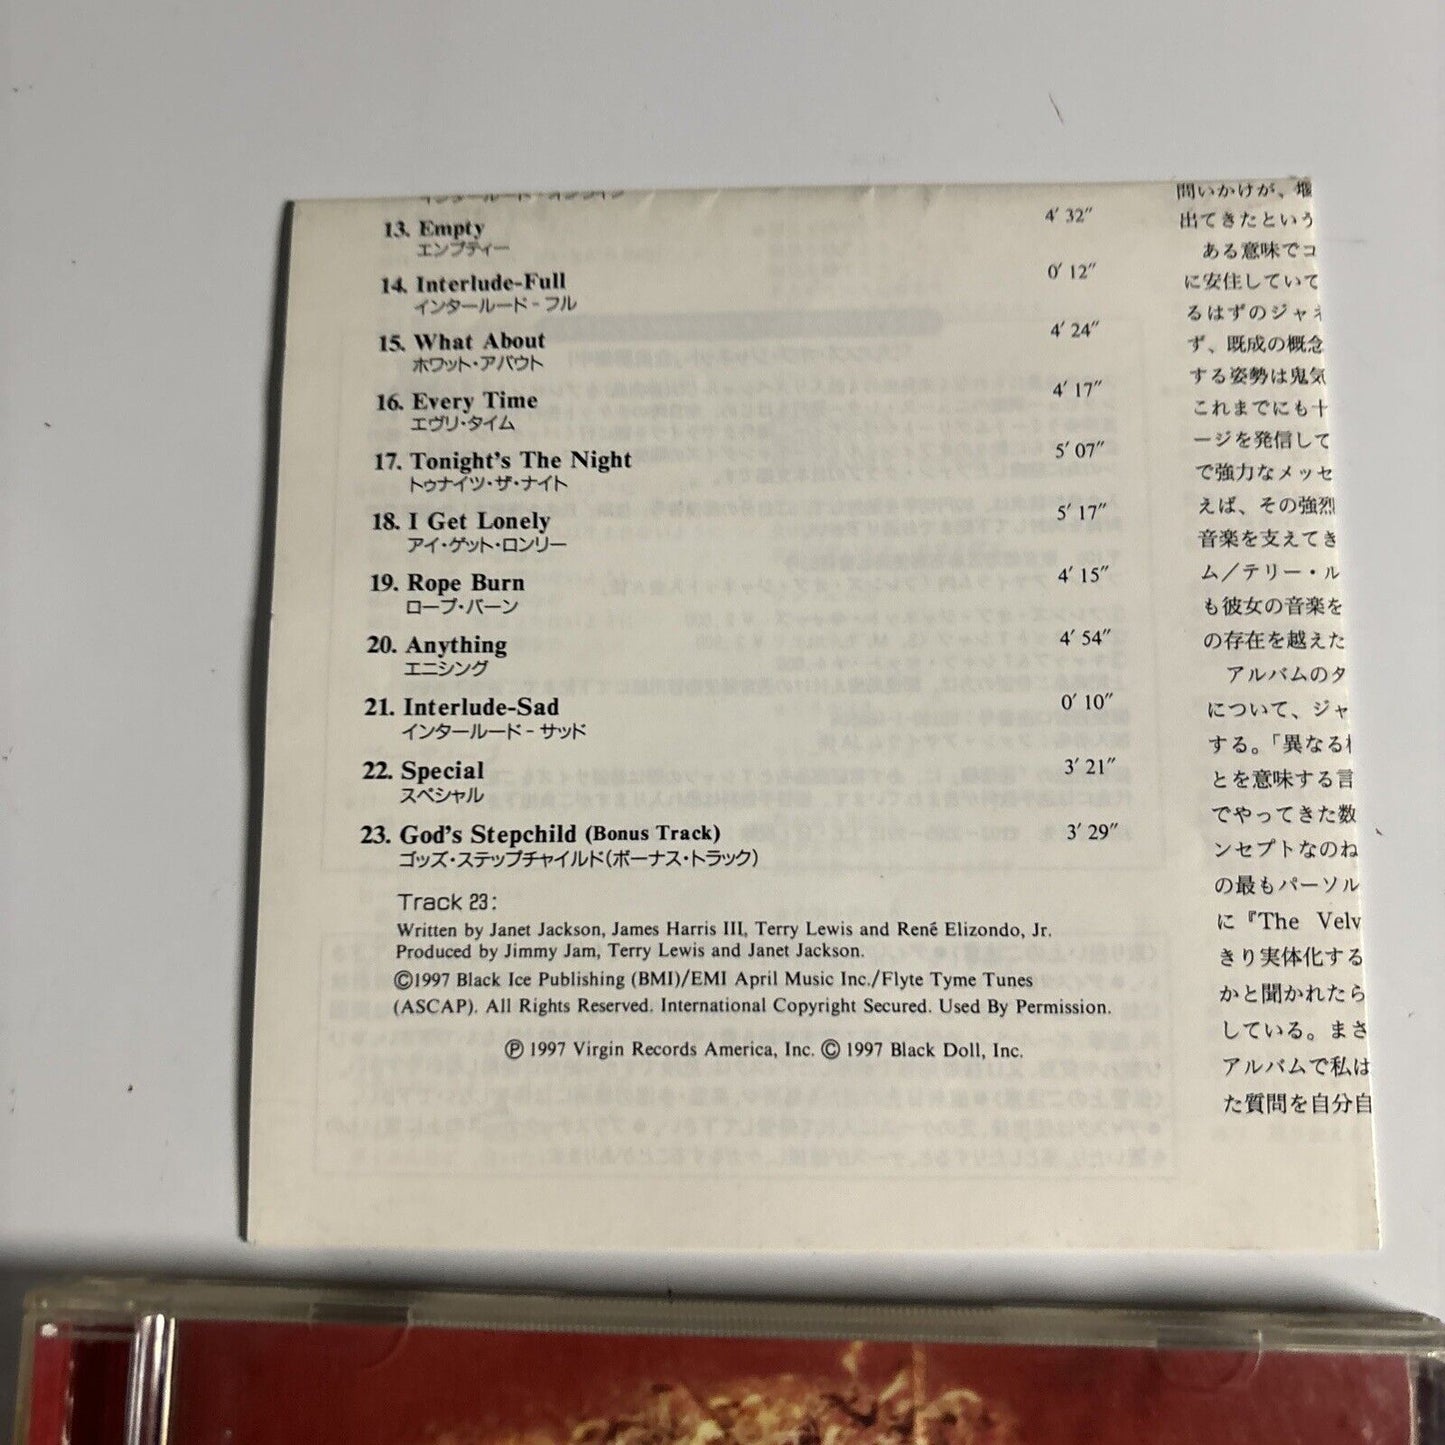 13. Empty 4′ 32″
エンプティー
14. Interlude-Full 0′ 12″
インタールード－フル
15. What About 4′ 24″
ホワット・アバウト
16. Every Time 4′ 17″
エヴリ・タイム
17. Tonight's The Night 5′ 07″
トゥナイツ・ザ・ナイト
18. I Get Lonely 5′ 17″
アイ・ゲット・ロンリー
19. Rope Burn 4′ 15″
ロープ・バーン
20. Anything 4′ 54″
エニシング
21. Interlude-Sad 0′ 10″
インタールード－サッド
22. Special 3′ 21″
スペシャル
23. God's Stepchild (Bonus Track) 3′ 29″
ゴッズ・ステップチャイルド(ボーナス・トラック)
Track 23:
Written by Janet Jackson, James Harris III, Terry Lewis and René Elizondo, Jr.
Produced by Jimmy Jam, Terry Lewis and Janet Jackson.
©1997 Black Ice Publishing (BMI)/EMI April Music Inc./Flyte Tyme Tunes
(ASCAP). All Rights Reserved. International Copyright Secured. Used By Permission.
℗ 1997 Virgin Records America, Inc. © 1997 Black Doll, Inc.
問いかけが、堰
出てきたという
ある意味でコ
に安住していて
るはずのジャネ
ず、既成の概念
する姿勢は鬼気
これまでにも十
ージを発信して
で強力なメッセ
えば、その強烈
音楽を支えてき
ム／テリー・ル
も彼女の音楽を
の存在を越えた
アルバムのタ
について、ジャ
する。「異なる
とを意味する言
でやってきた数
ンセプトなのね
の最もパーソル
に『The Velv
きり実体化する
かと聞かれたら
している。まさ
アルバムで私は
た質問を自分自